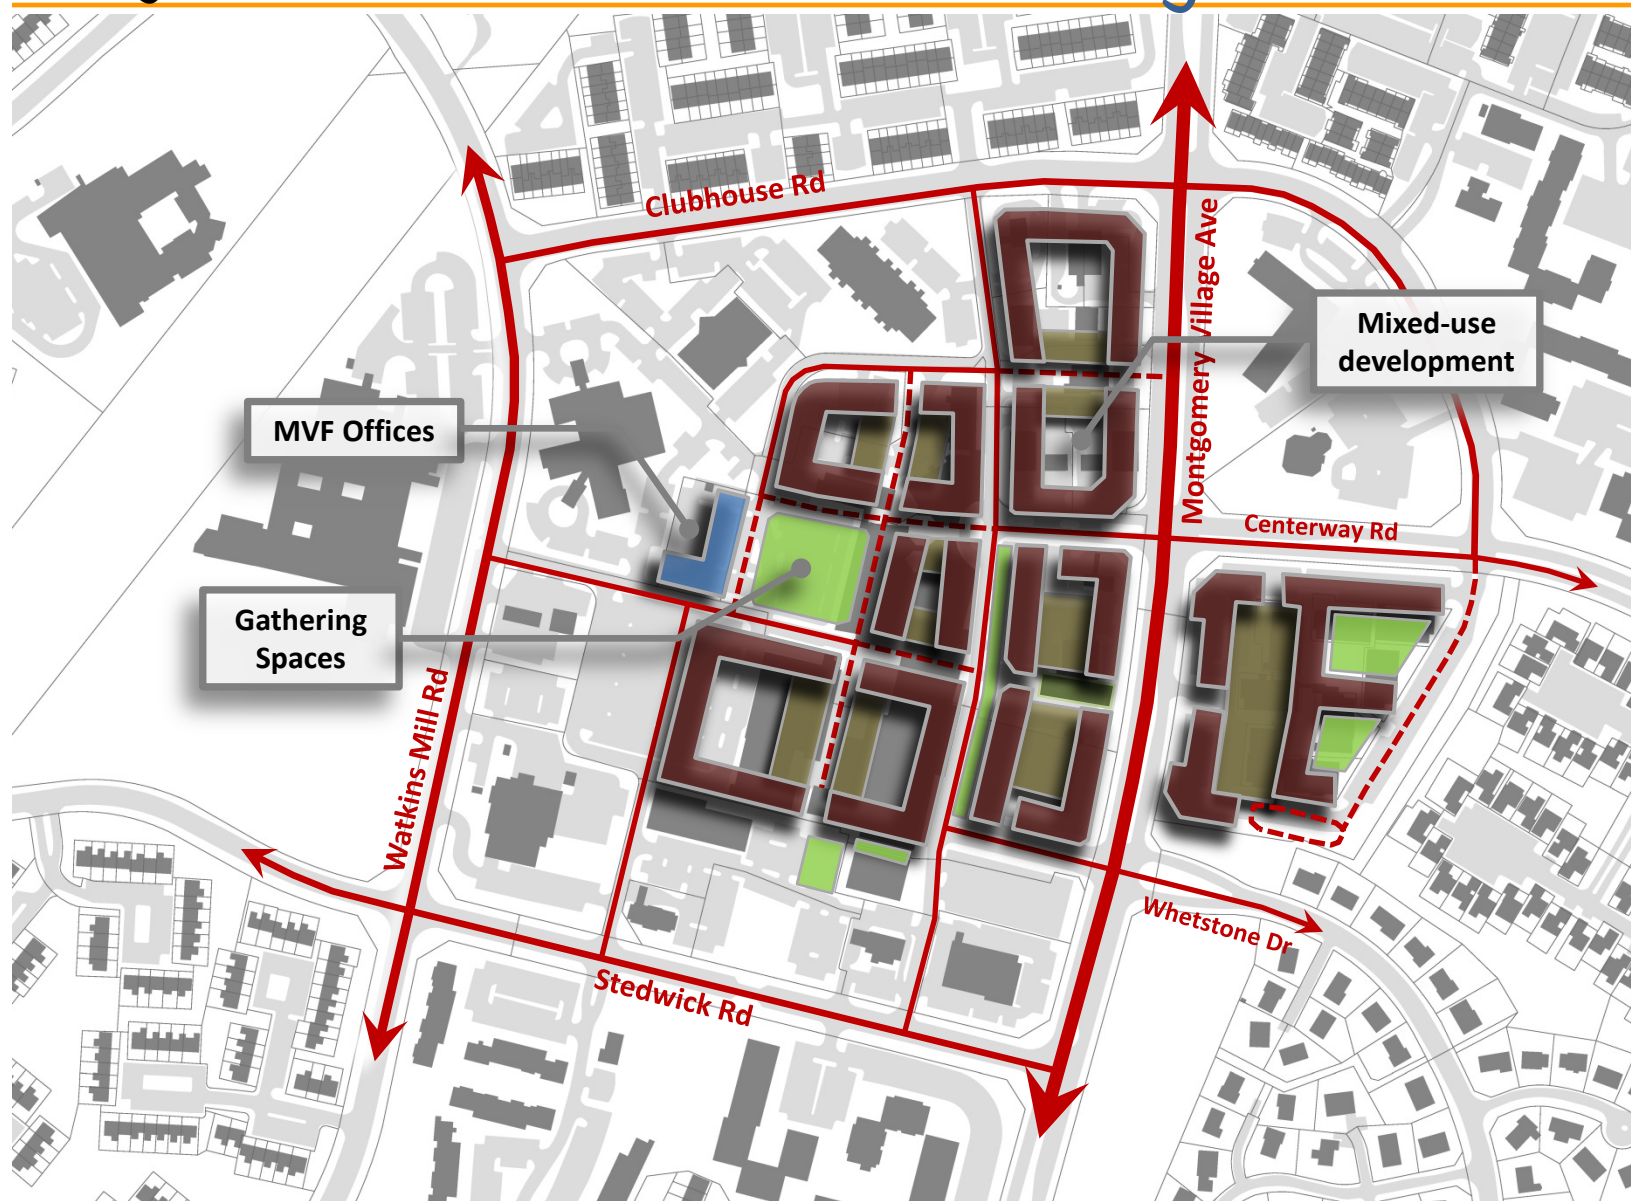 Clubhouse Rd
Montgomery Village Ave
Mixed-use
development
MVF Offices
Centerway Rd
Gathering
Spaces
Watkins Mill Rd
Whetstone Dr
Stedwick Rd